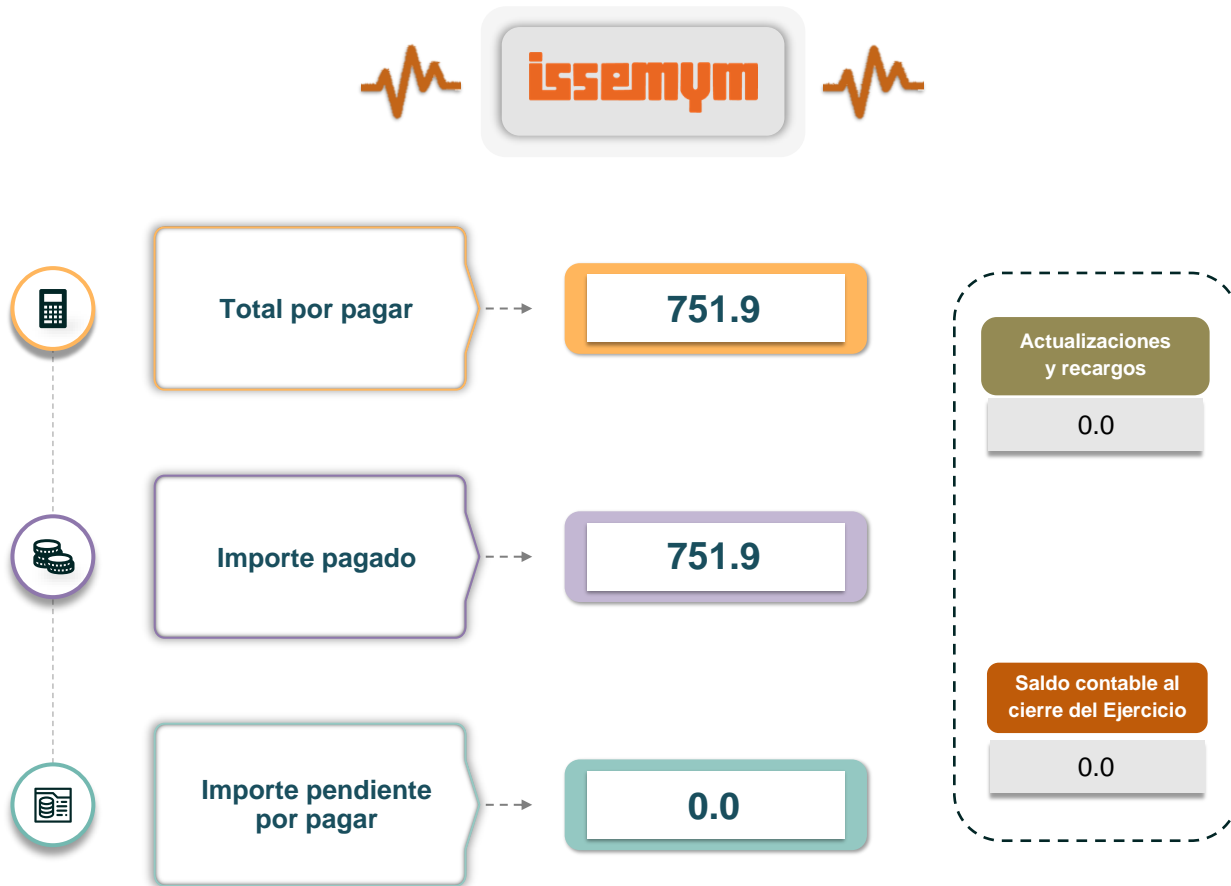 issemym
Total por pagar
751.9
Actualizaciones
y recargos
0.0
Importe pagado
751.9
Saldo contable al
cierre del Ejercicio
0.0
Importe pendiente
por pagar
0.0